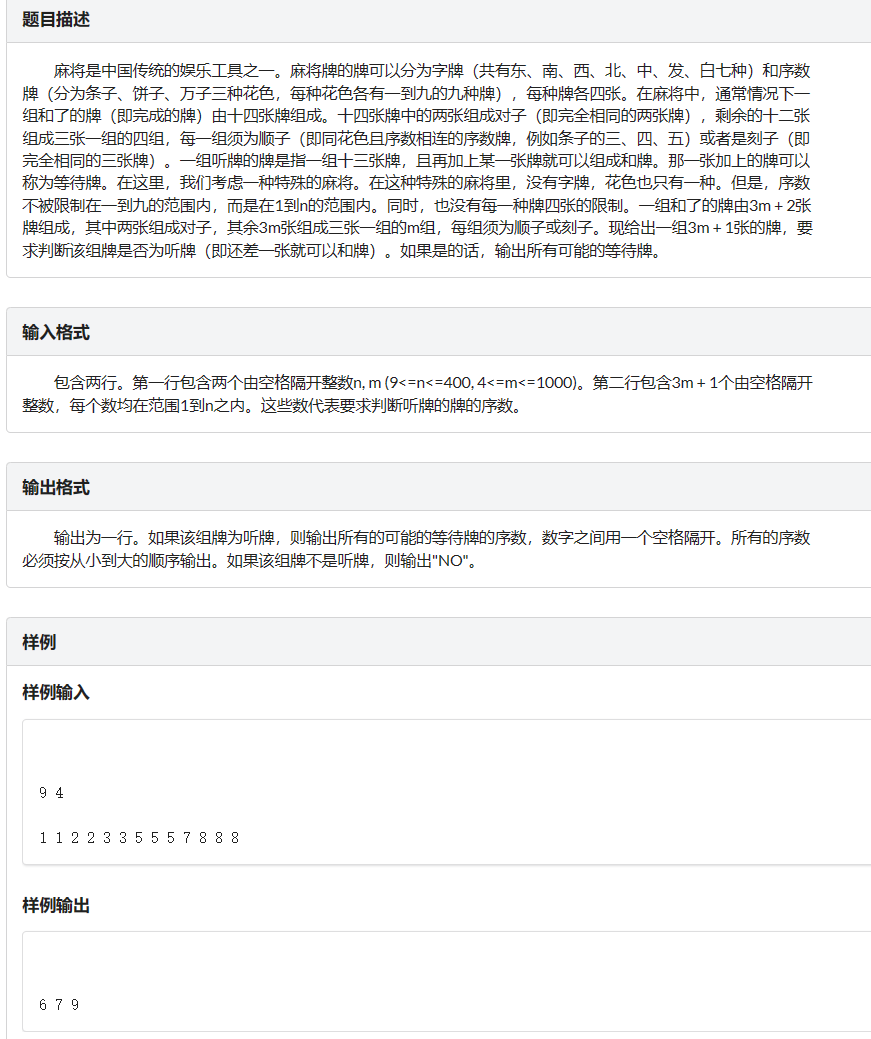 题目描述
麻将是中国传统的娱乐工具之一。麻将牌的牌可以分为字牌（共有东、南、西、北、中、发、白七种）和序数
牌（分为条子、饼子、万子三种花色，每种花色各有一到九的九种牌），每种牌各四张。在麻将中，通常情况下一
组和了的牌（即完成的牌）由十四张牌组成。十四张牌中的两张组成对子（即完全相同的两张牌），剩余的十二张
组成三张一组的四组，每一组须为顺子（即同花色且序数相连的序数牌，例如条子的三、四、五）或者是刻子（即
完全相同的三张牌）。一组听牌的牌是指一组十三张牌，且再加上某一张牌就可以组成和牌。那一张加上的牌可以
称为等待牌。在这里，我们考虑一种特殊的麻将。在这种特殊的麻将里，没有字牌，花色也只有一种。但是，序数
不被限制在一到九的范围内，而是在1到n的范围内。同时，也没有每一种牌四张的限制。一组和了的牌由3m + 2张
牌组成，其中两张组成对子，其余3m张组成三张一组的m组，每组须为顺子或刻子。现给出一组3m + 1张的牌，要
求判断该组牌是否为听牌（即还差一张就可以和牌）。如果是的话，输出所有可能的等待牌。
输入格式
包含两行。第一行包含两个由空格隔开整数n, m (9<=n<=400, 4<=m<=1000)。第二行包含3m + 1个由空格隔开
整数，每个数均在范围1到n之内。这些数代表要求判断听牌的牌的序数。
输出格式
输出为一行。如果该组牌为听牌，则输出所有的可能的等待牌的序数，数字之间用一个空格隔开。所有的序数
必须按从小到大的顺序输出。如果该组牌不是听牌，则输出"NO"。
样例
样例输入
9 4
1 1 2 2 3 3 5 5 5 7 8 8 8
样例输出
6 7 9